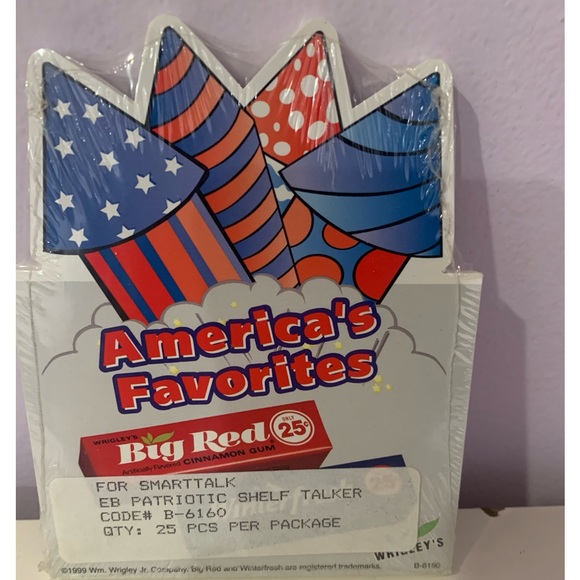 America's
Favorites
WRIGLEY'S
Big Red®
ONLY
25¢
Artificially Flavored CINNAMON GUM
FOR SMARTTALK
EB PATRIOTIC SHELF TALKER
CODE# B-6160
QTY: 25 PCS PER PACKAGE
WRIGLEY'S
©1999 Wm. Wrigley Jr. Company. Big Red and Winterfresh are registered trademarks.
B-6160